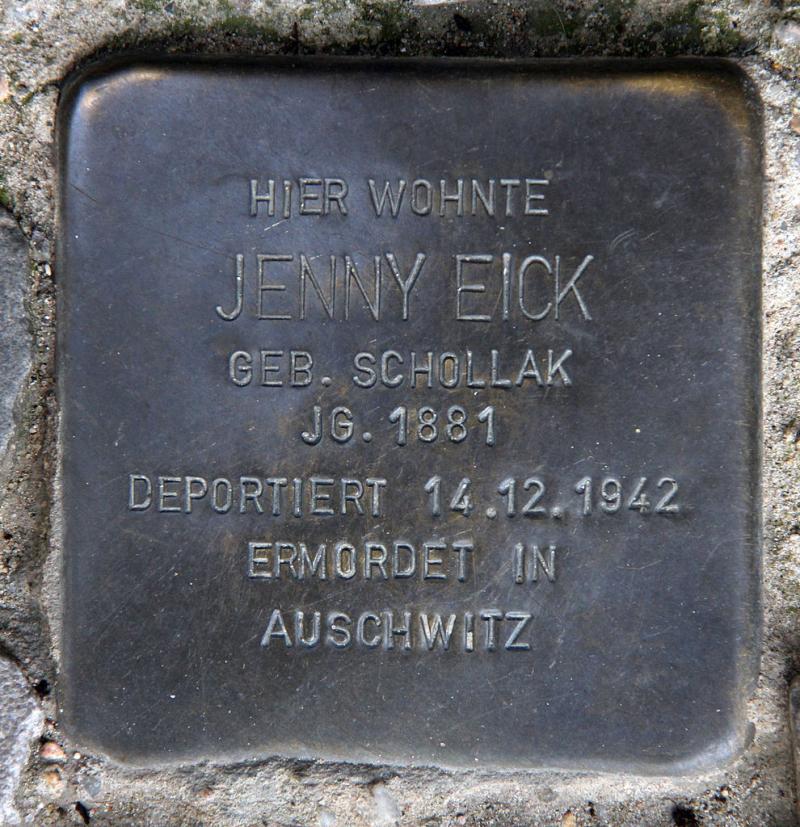 HIER WOHNTE
JENNY EICK
GEB. SCHOLLAK
JG. 1881
DEPORTIERT 14.12.1942
ERMORDET IN
AUSCHWITZ